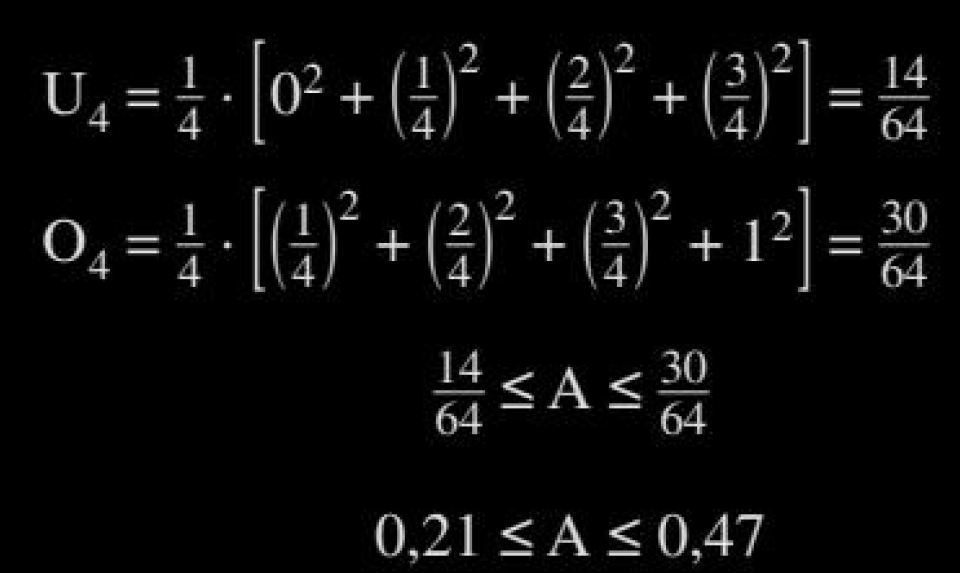 U₄ = 1/4 · [0² + (1/4)² + (2/4)² + (3/4)²] = 14/64
O₄ = 1/4 · [(1/4)² + (2/4)² + (3/4)² + 1²] = 30/64
14/64 ≤ A ≤ 30/64
0,21 ≤ A ≤ 0,47